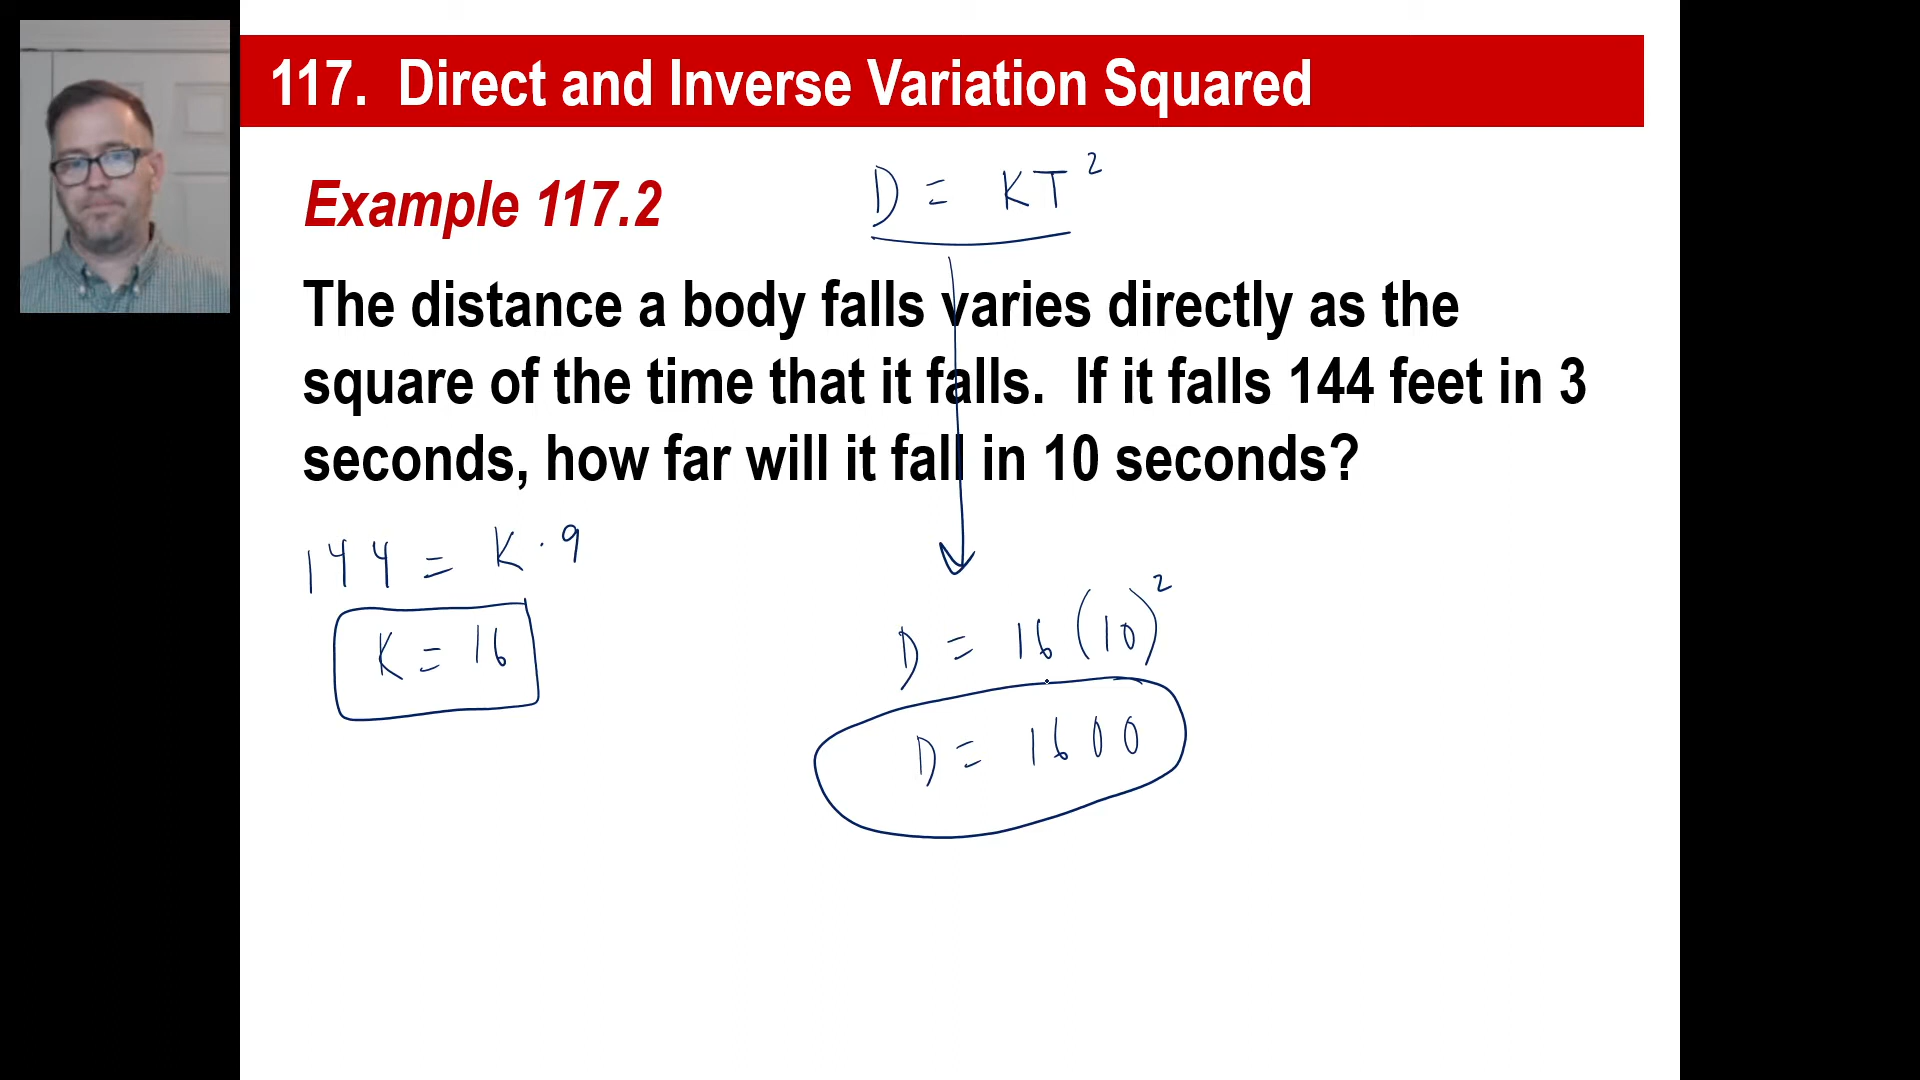 117. Direct and Inverse Variation Squared
Example 117.2
D = KT²
The distance a body falls varies directly as the
square of the time that it falls. If it falls 144 feet in 3
seconds, how far will it fall in 10 seconds?
144 = K · 9
K = 16
D = 16 (10)²
D = 1600